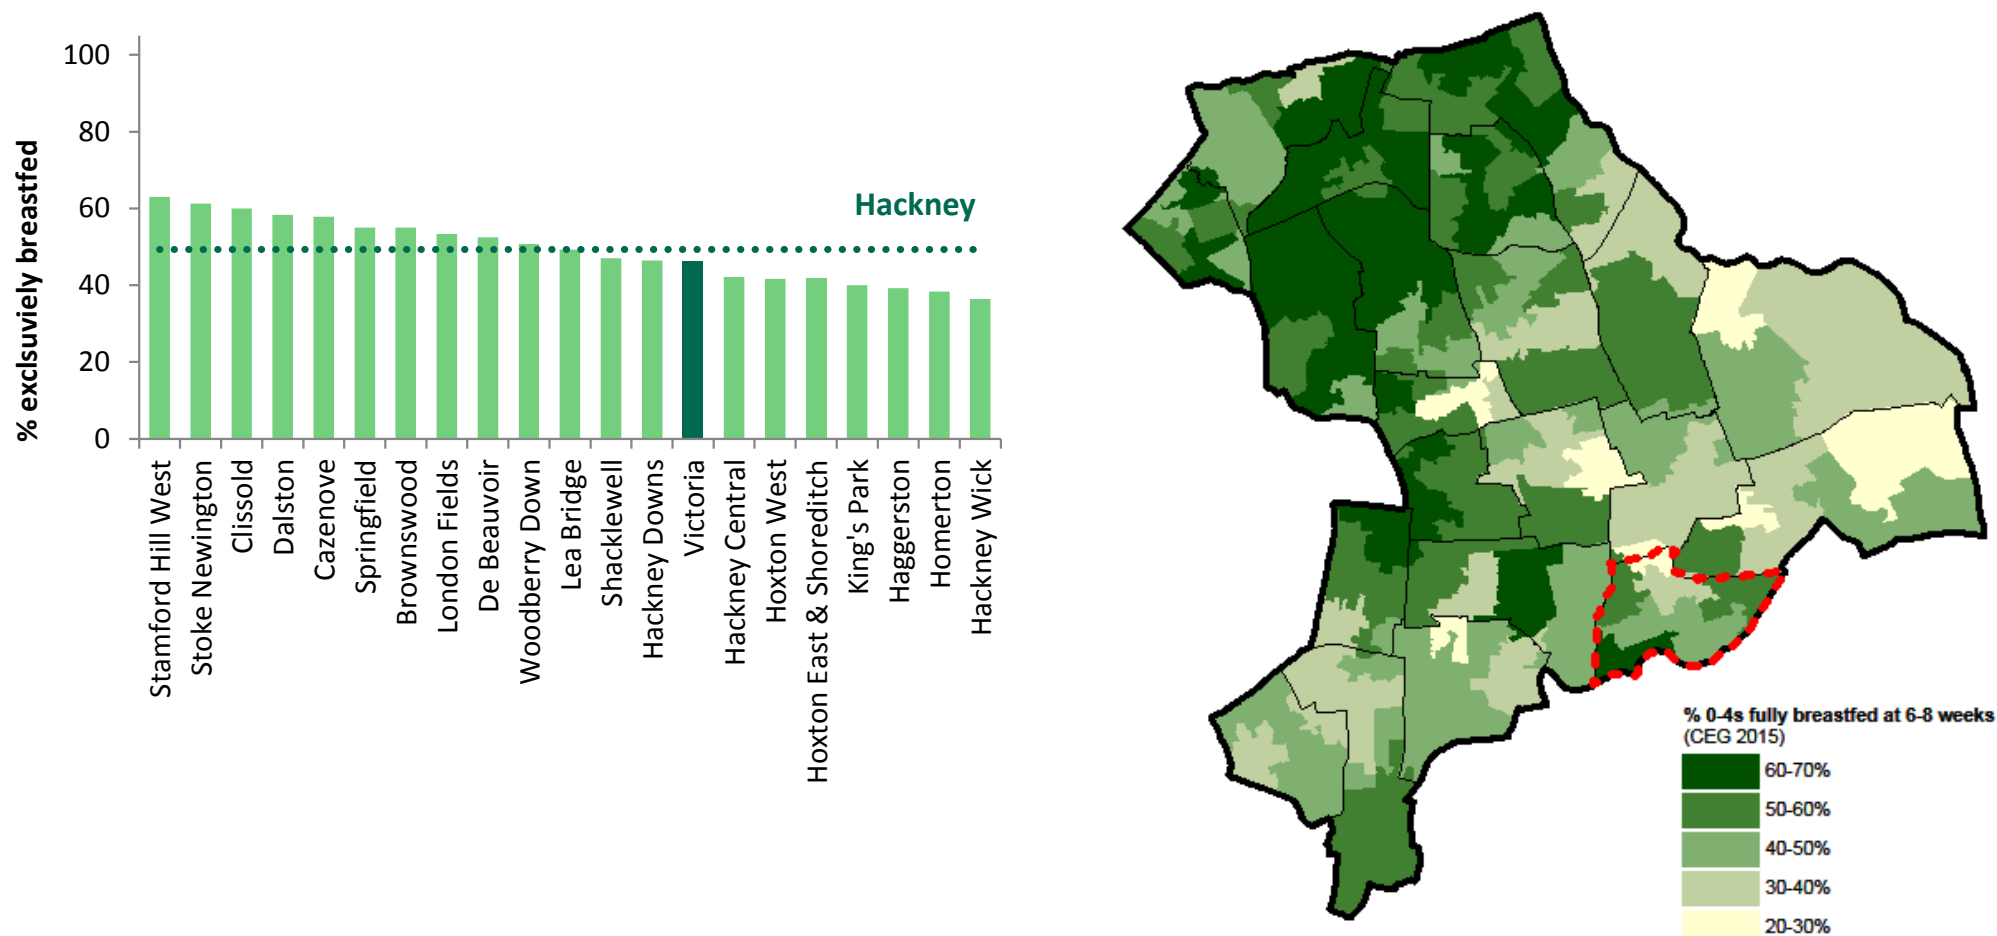 % exclsuviely breastfed
100
80
60
40
20
0
Hackney
Stamford Hill West
Stoke Newington
Clissold
Dalston
Cazenove
Springfield
Brownswood
London Fields
De Beauvoir
Woodberry Down
Lea Bridge
Shacklewell
Hackney Downs
Victoria
Hackney Central
Hoxton West
Hoxton East & Shoreditch
King's Park
Haggerston
Homerton
Hackney Wick
% 0-4s fully breastfed at 6-8 weeks
(CEG 2015)
60-70%
50-60%
40-50%
30-40%
20-30%